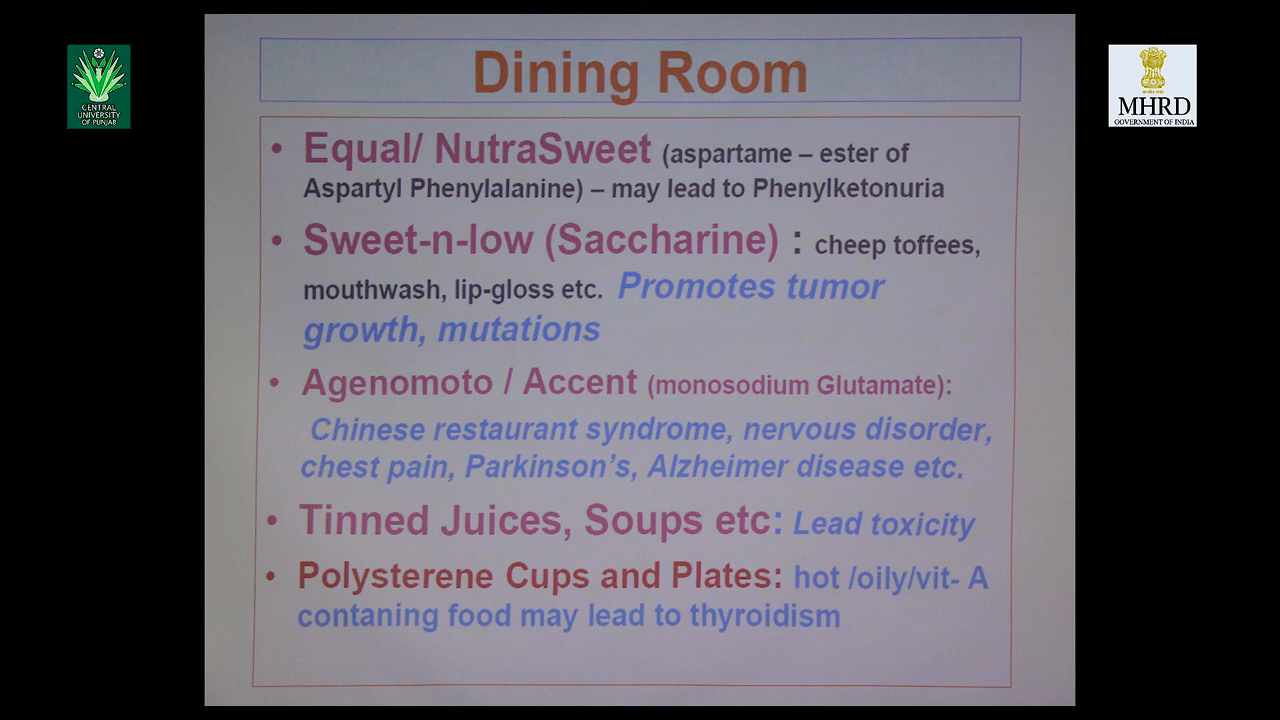 Dining Room
• Equal/ NutraSweet (aspartame – ester of
Aspartyl Phenylalanine) – may lead to Phenylketonuria
• Sweet-n-low (Saccharine) : cheep toffees,
mouthwash, lip-gloss etc. Promotes tumor
growth, mutations
• Agenomoto / Accent (monosodium Glutamate):
Chinese restaurant syndrome, nervous disorder,
chest pain, Parkinson's, Alzheimer disease etc.
• Tinned Juices, Soups etc: Lead toxicity
• Polysterene Cups and Plates: hot /oily/vit- A
contaning food may lead to thyroidism
CENTRAL
UNIVERSITY
OF PUNJAB
MHRD
GOVERNMENT OF INDIA